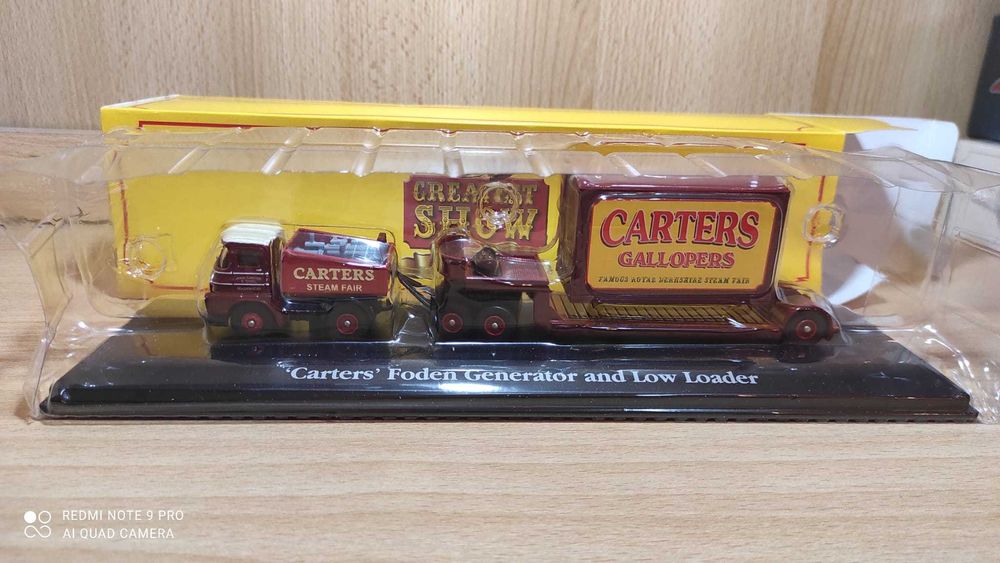 GREATEST
SHOW
CARTERS
GALLOPERS
FAMOUS ROYAL BERKSHIRE STEAM FAIR
CARTERS
STEAM FAIR
'Carters' Foden Generator and Low Loader
REDMI NOTE 9 PRO
AI QUAD CAMERA